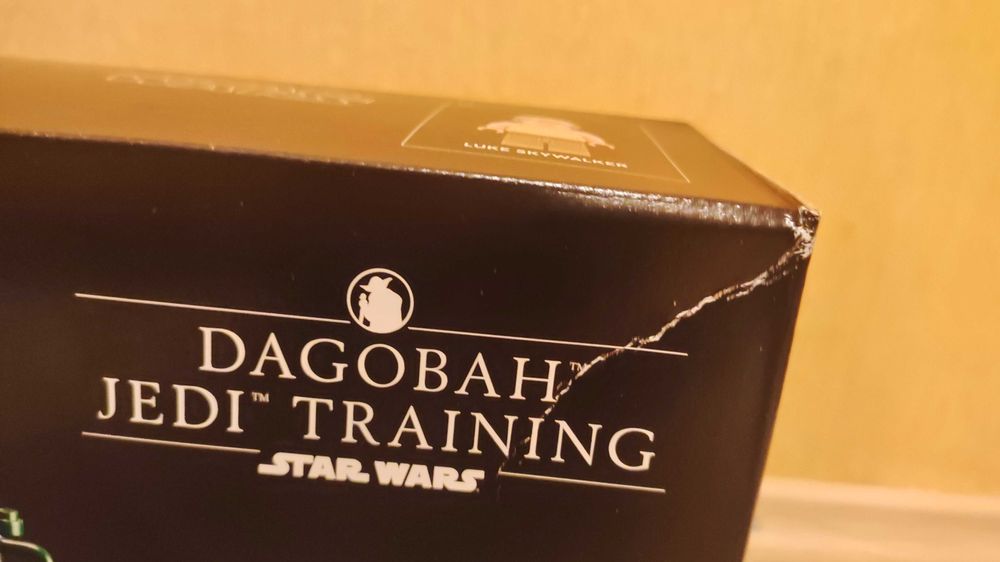 LUKE SKYWALKER
DAGOBAH™
JEDI™ TRAINING
STAR WARS